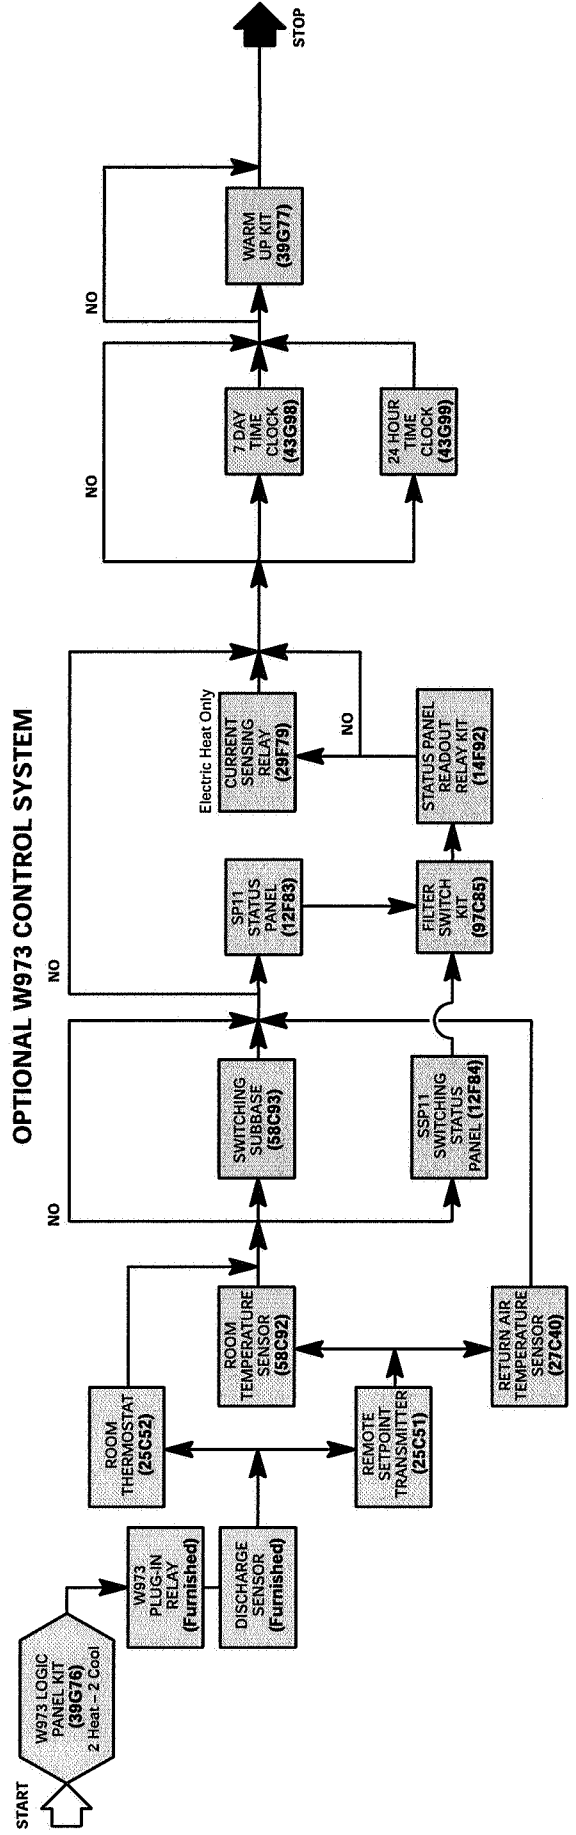 OPTIONAL W973 CONTROL SYSTEM
START
W973 LOGIC
PANEL KIT
(39G76)
2 Heat – 2 Cool
W973
PLUG-IN
RELAY
(Furnished)
DISCHARGE
SENSOR
(Furnished)
ROOM
THERMOSTAT
(25C52)
REMOTE
SETPOINT
TRANSMITTER
(25C51)
ROOM
TEMPERATURE
SENSOR
(58C92)
RETURN AIR
TEMPERATURE
SENSOR
(27C40)
NO
SWITCHING
SUBBASE
(58C93)
SSP11
SWITCHING
STATUS
PANEL (12F84)
NO
SP11
STATUS
PANEL
(12F83)
FILTER
SWITCH
KIT
(97C85)
Electric Heat Only
CURRENT
SENSING
RELAY
(29F79)
NO
STATUS PANEL
READOUT
RELAY KIT
(14F92)
NO
7 DAY
TIME
CLOCK
(43G98)
24 HOUR
TIME
CLOCK
(43G99)
NO
WARM
UP KIT
(39G77)
STOP